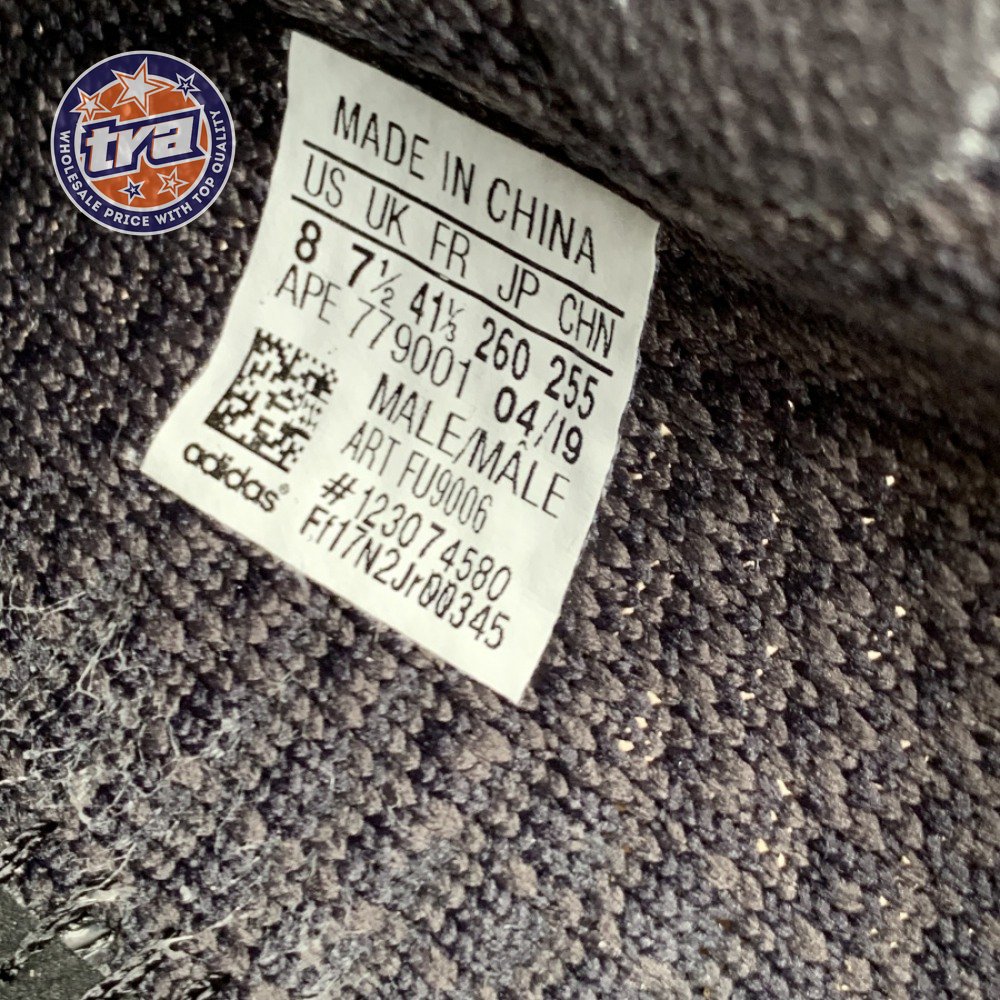 tra
WHOLESALE PRICE WITH TOP QUALITY
MADE IN CHINA
US UK FR JP CHN
8 7½ 41⅓ 260 255
APE 779001 04/19
MALE/MÂLE
ART FU9006
#123074580
Ff17N2Jr00345
adidas®